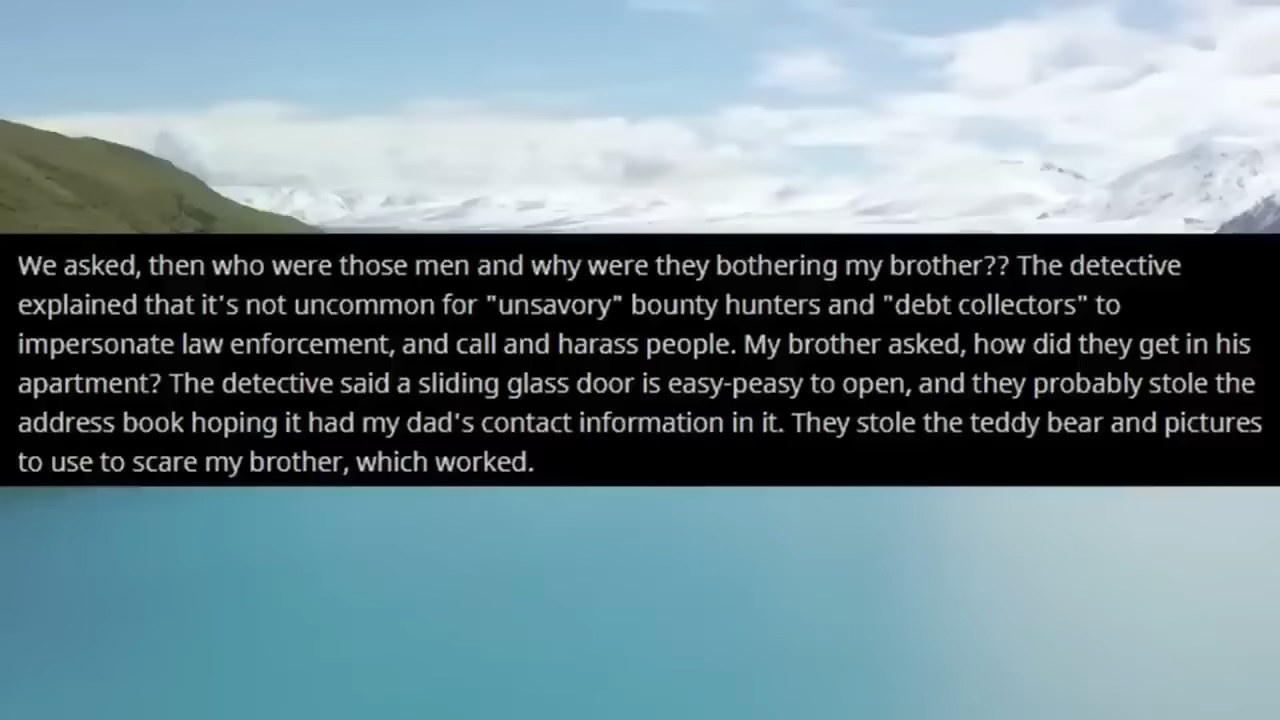 We asked, then who were those men and why were they bothering my brother?? The detective
explained that it's not uncommon for "unsavory" bounty hunters and "debt collectors" to
impersonate law enforcement, and call and harass people. My brother asked, how did they get in his
apartment? The detective said a sliding glass door is easy-peasy to open, and they probably stole the
address book hoping it had my dad's contact information in it. They stole the teddy bear and pictures
to use to scare my brother, which worked.